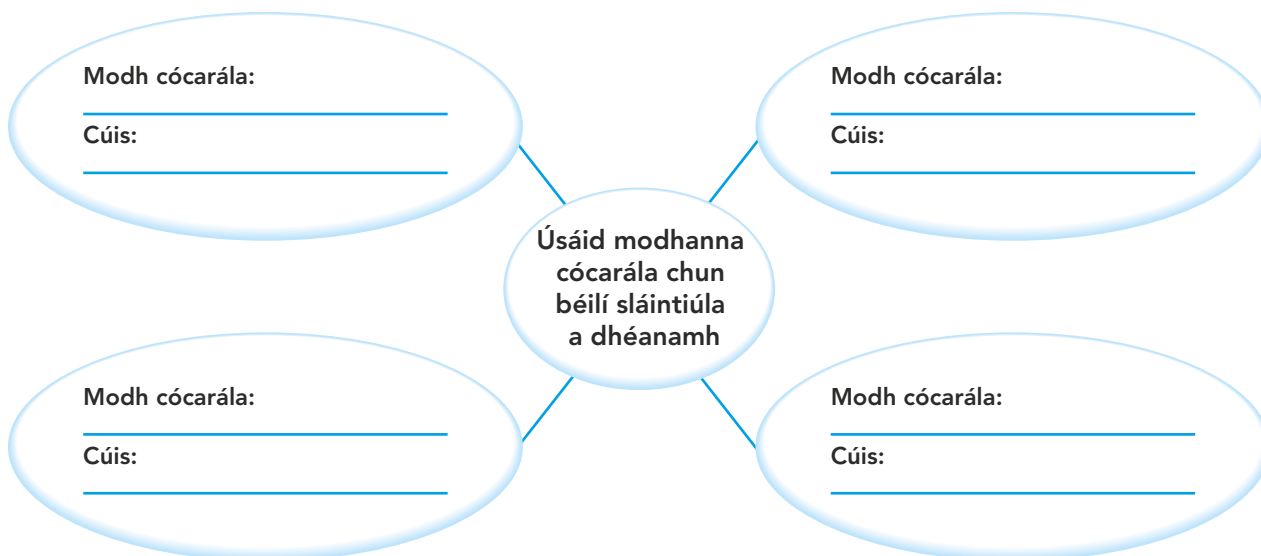 Modh cócarála:
Cúis:
Modh cócarála:
Cúis:
Úsáid modhanna
cócarála chun
béilí sláintiúla
a dhéanamh
Modh cócarála:
Cúis:
Modh cócarála:
Cúis: